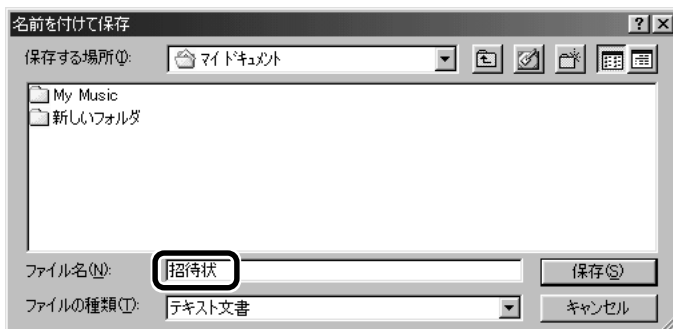 名前を付けて保存
保存する場所(I): マイ ドキュメント
My Music
新しいフォルダ
ファイル名(N): 招待状 保存(S)
ファイルの種類(T): テキスト文書 キャンセル